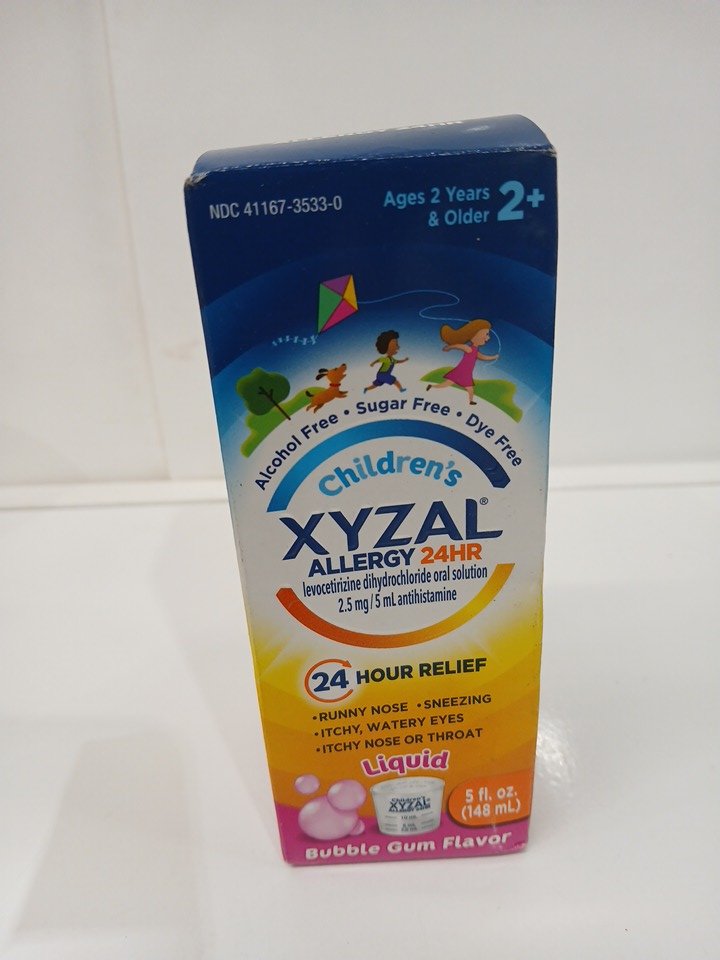 NDC 41167-3533-0
Ages 2 Years
& Older 2+
Alcohol Free • Sugar Free • Dye Free
Children's
XYZAL®
ALLERGY 24HR
levocetirizine dihydrochloride oral solution
2.5 mg/5 mL antihistamine
24 HOUR RELIEF
•RUNNY NOSE •SNEEZING
•ITCHY, WATERY EYES
•ITCHY NOSE OR THROAT
Liquid
Children's
XYZAL®
5 fl. oz.
(148 mL)
Bubble Gum Flavor